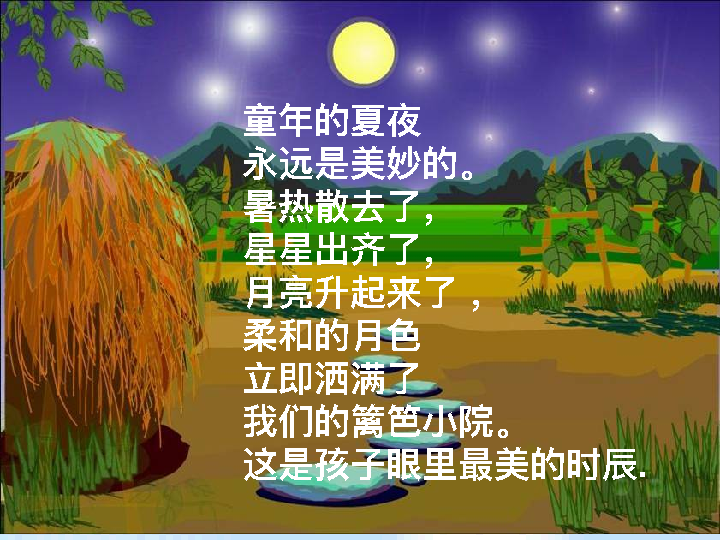 童年的夏夜
永远是美妙的。
暑热散去了，
星星出齐了，
月亮升起来了 ，
柔和的月色
立即洒满了
我们的篱笆小院。
这是孩子眼里最美的时辰.